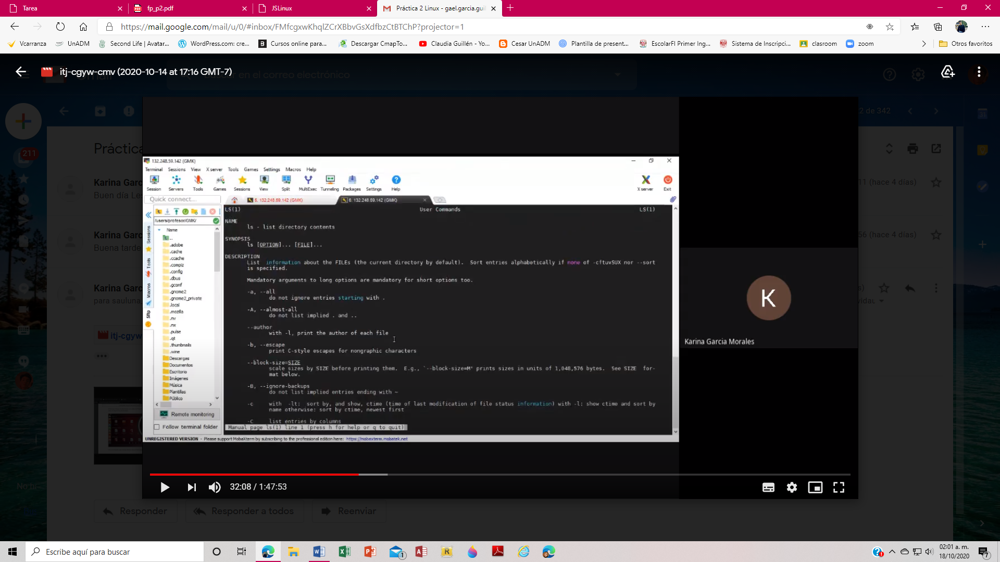 Tarea
fp_p2.pdf
JSLinux
Práctica 2 Linux - gael.garcia.gui
https://mail.google.com/mail/u/0/#inbox/FMfcgxwKhqlZCrXBbvGsXdfbzCtBTChP?projector=1
Vcarranza
UnADM
Second Life | Avatar...
WordPress.com: cre...
Cursos online para...
Descargar CmapTo...
Claudia Guillén - Yo...
Cesar UnADM
Plantilla de present...
EscolarFI Primer Ing...
Sistema de Inscripci...
clasroom
zoom
Otros favoritos
itj-cgyw-cmv (2020-10-14 at 17:16 GMT-7)
en el correo electrónico
2 de 342
211
Práctica
Karina Garc
11 (hace 4 días)
Buen día Le
Karina Garc
56 (hace 4 días)
Buena tarde
Karina Garc
para sauluna,
itj-cgyw
132.248.59.142 (GMK)
Terminal Sessions View X server Tools Games Settings Macros Help
Session Servers Tools Games Sessions View Split MultiExec Tunneling Packages Settings Help
X server Exit
Quick connect...
5. 132.248.59.142 (GMK)
6. 132.248.59.142 (GMK)
/users/profesor/GMK/
Name
..
.adobe
.cache
.ccache
.compiz
.config
.dbus
.gconf
.gnome2
.gnome2_private
.local
.mozilla
.nv
.nx
.pulse
.qt
.thumbnails
.wine
Descargas
Documentos
Escritorio
Imágenes
Música
Plantillas
Público
Sessions
Tools
Macros
Sftp
Remote monitoring
Follow terminal folder
LS(1) User Commands LS(1)
NAME
ls - list directory contents
SYNOPSIS
ls [OPTION]... [FILE]...
DESCRIPTION
List information about the FILEs (the current directory by default). Sort entries alphabetically if none of -cftuvSUX nor --sort
is specified.
Mandatory arguments to long options are mandatory for short options too.
-a, --all
do not ignore entries starting with .
-A, --almost-all
do not list implied . and ..
--author
with -l, print the author of each file
-b, --escape
print C-style escapes for nongraphic characters
--block-size=SIZE
scale sizes by SIZE before printing them. E.g., `--block-size=M' prints sizes in units of 1,048,576 bytes. See SIZE for-
mat below.
-B, --ignore-backups
do not list implied entries ending with ~
-c with -lt: sort by, and show, ctime (time of last modification of file status information) with -l: show ctime and sort by
name otherwise: sort by ctime, newest first
-C list entries by columns
Manual page ls(1) line 1 (press h for help or q to quit)
UNREGISTERED VERSION - Please support MobaXterm by subscribing to the professional edition here: https://mobaxterm.mobatek.net
K
Karina Garcia Morales
32:08 / 1:47:53
No hi
Responder
Responder a todos
Reenviar
Escribe aquí para buscar
1
02:01 a. m.
18/10/2020
7